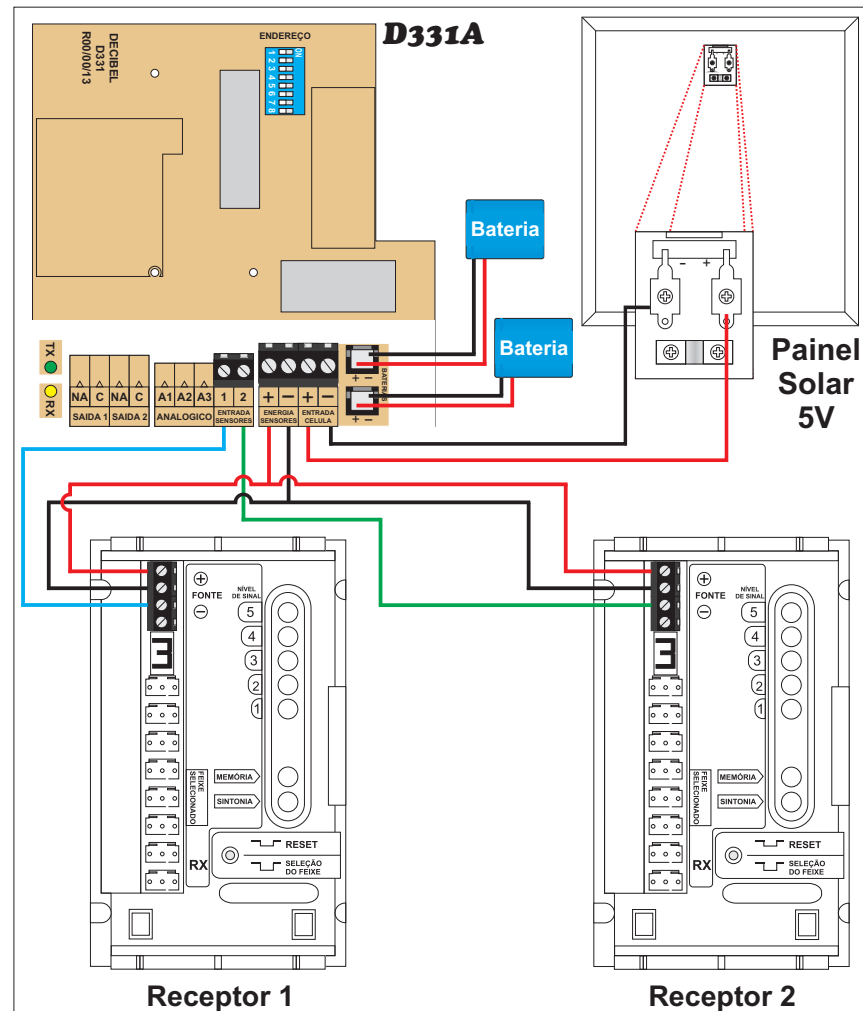 D331A
DECIBEL
D331
R00/00/13
ENDEREÇO
ON
1 2 3 4 5 6 7 8
Bateria
Bateria
- +
Painel
Solar
5V
TX
RX
NA C NA C
SAIDA 1 SAIDA 2
A1 A2 A3
ANALOGICO
1 2
ENTRADA
SENSORES
+ −
ENERGIA
SENSORES
+ −
ENTRADA
CELULA
BATERIAS
+ −
+ −
+
FONTE
−
NÍVEL
DE SINAL
5
4
3
2
1
3
FEIXE
SELECIONADO
MEMÓRIA
SINTONIA
RX
RESET
SELEÇÃO
DO FEIXE
Receptor 1
+
FONTE
−
NÍVEL
DE SINAL
5
4
3
2
1
3
FEIXE
SELECIONADO
MEMÓRIA
SINTONIA
RX
RESET
SELEÇÃO
DO FEIXE
Receptor 2